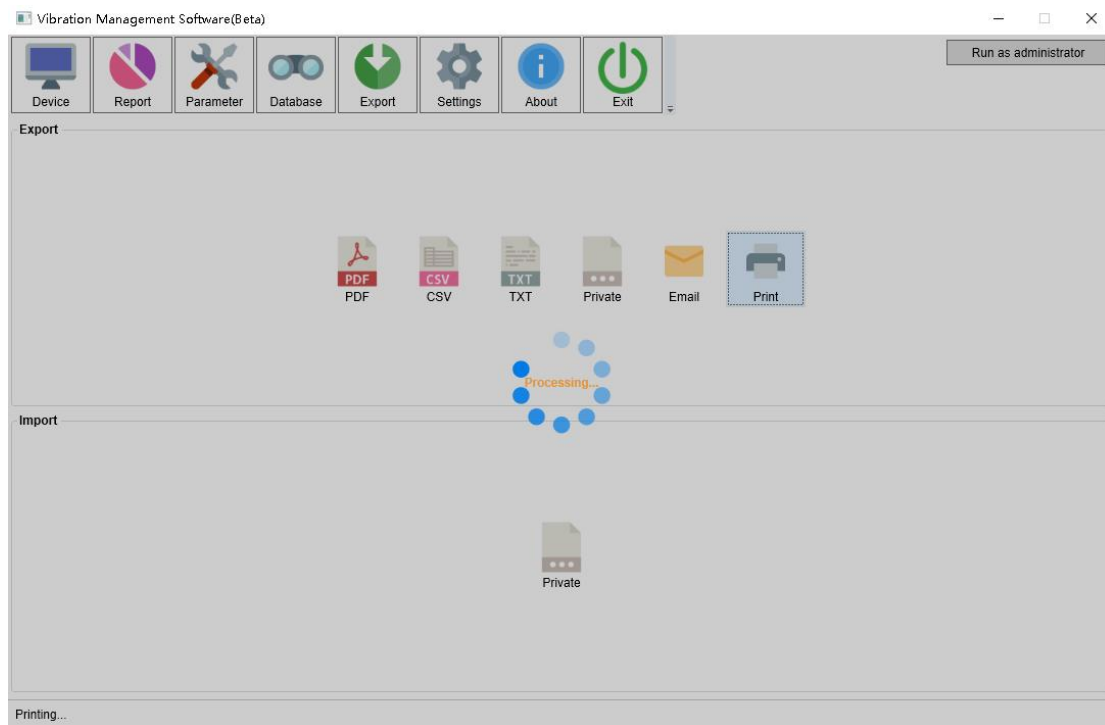 Vibration Management Software(Beta)
Run as administrator
Device Report Parameter Database Export Settings About Exit
Export
PDF CSV TXT
PDF CSV TXT Private Email Print
Processing...
Import
Private
Printing...